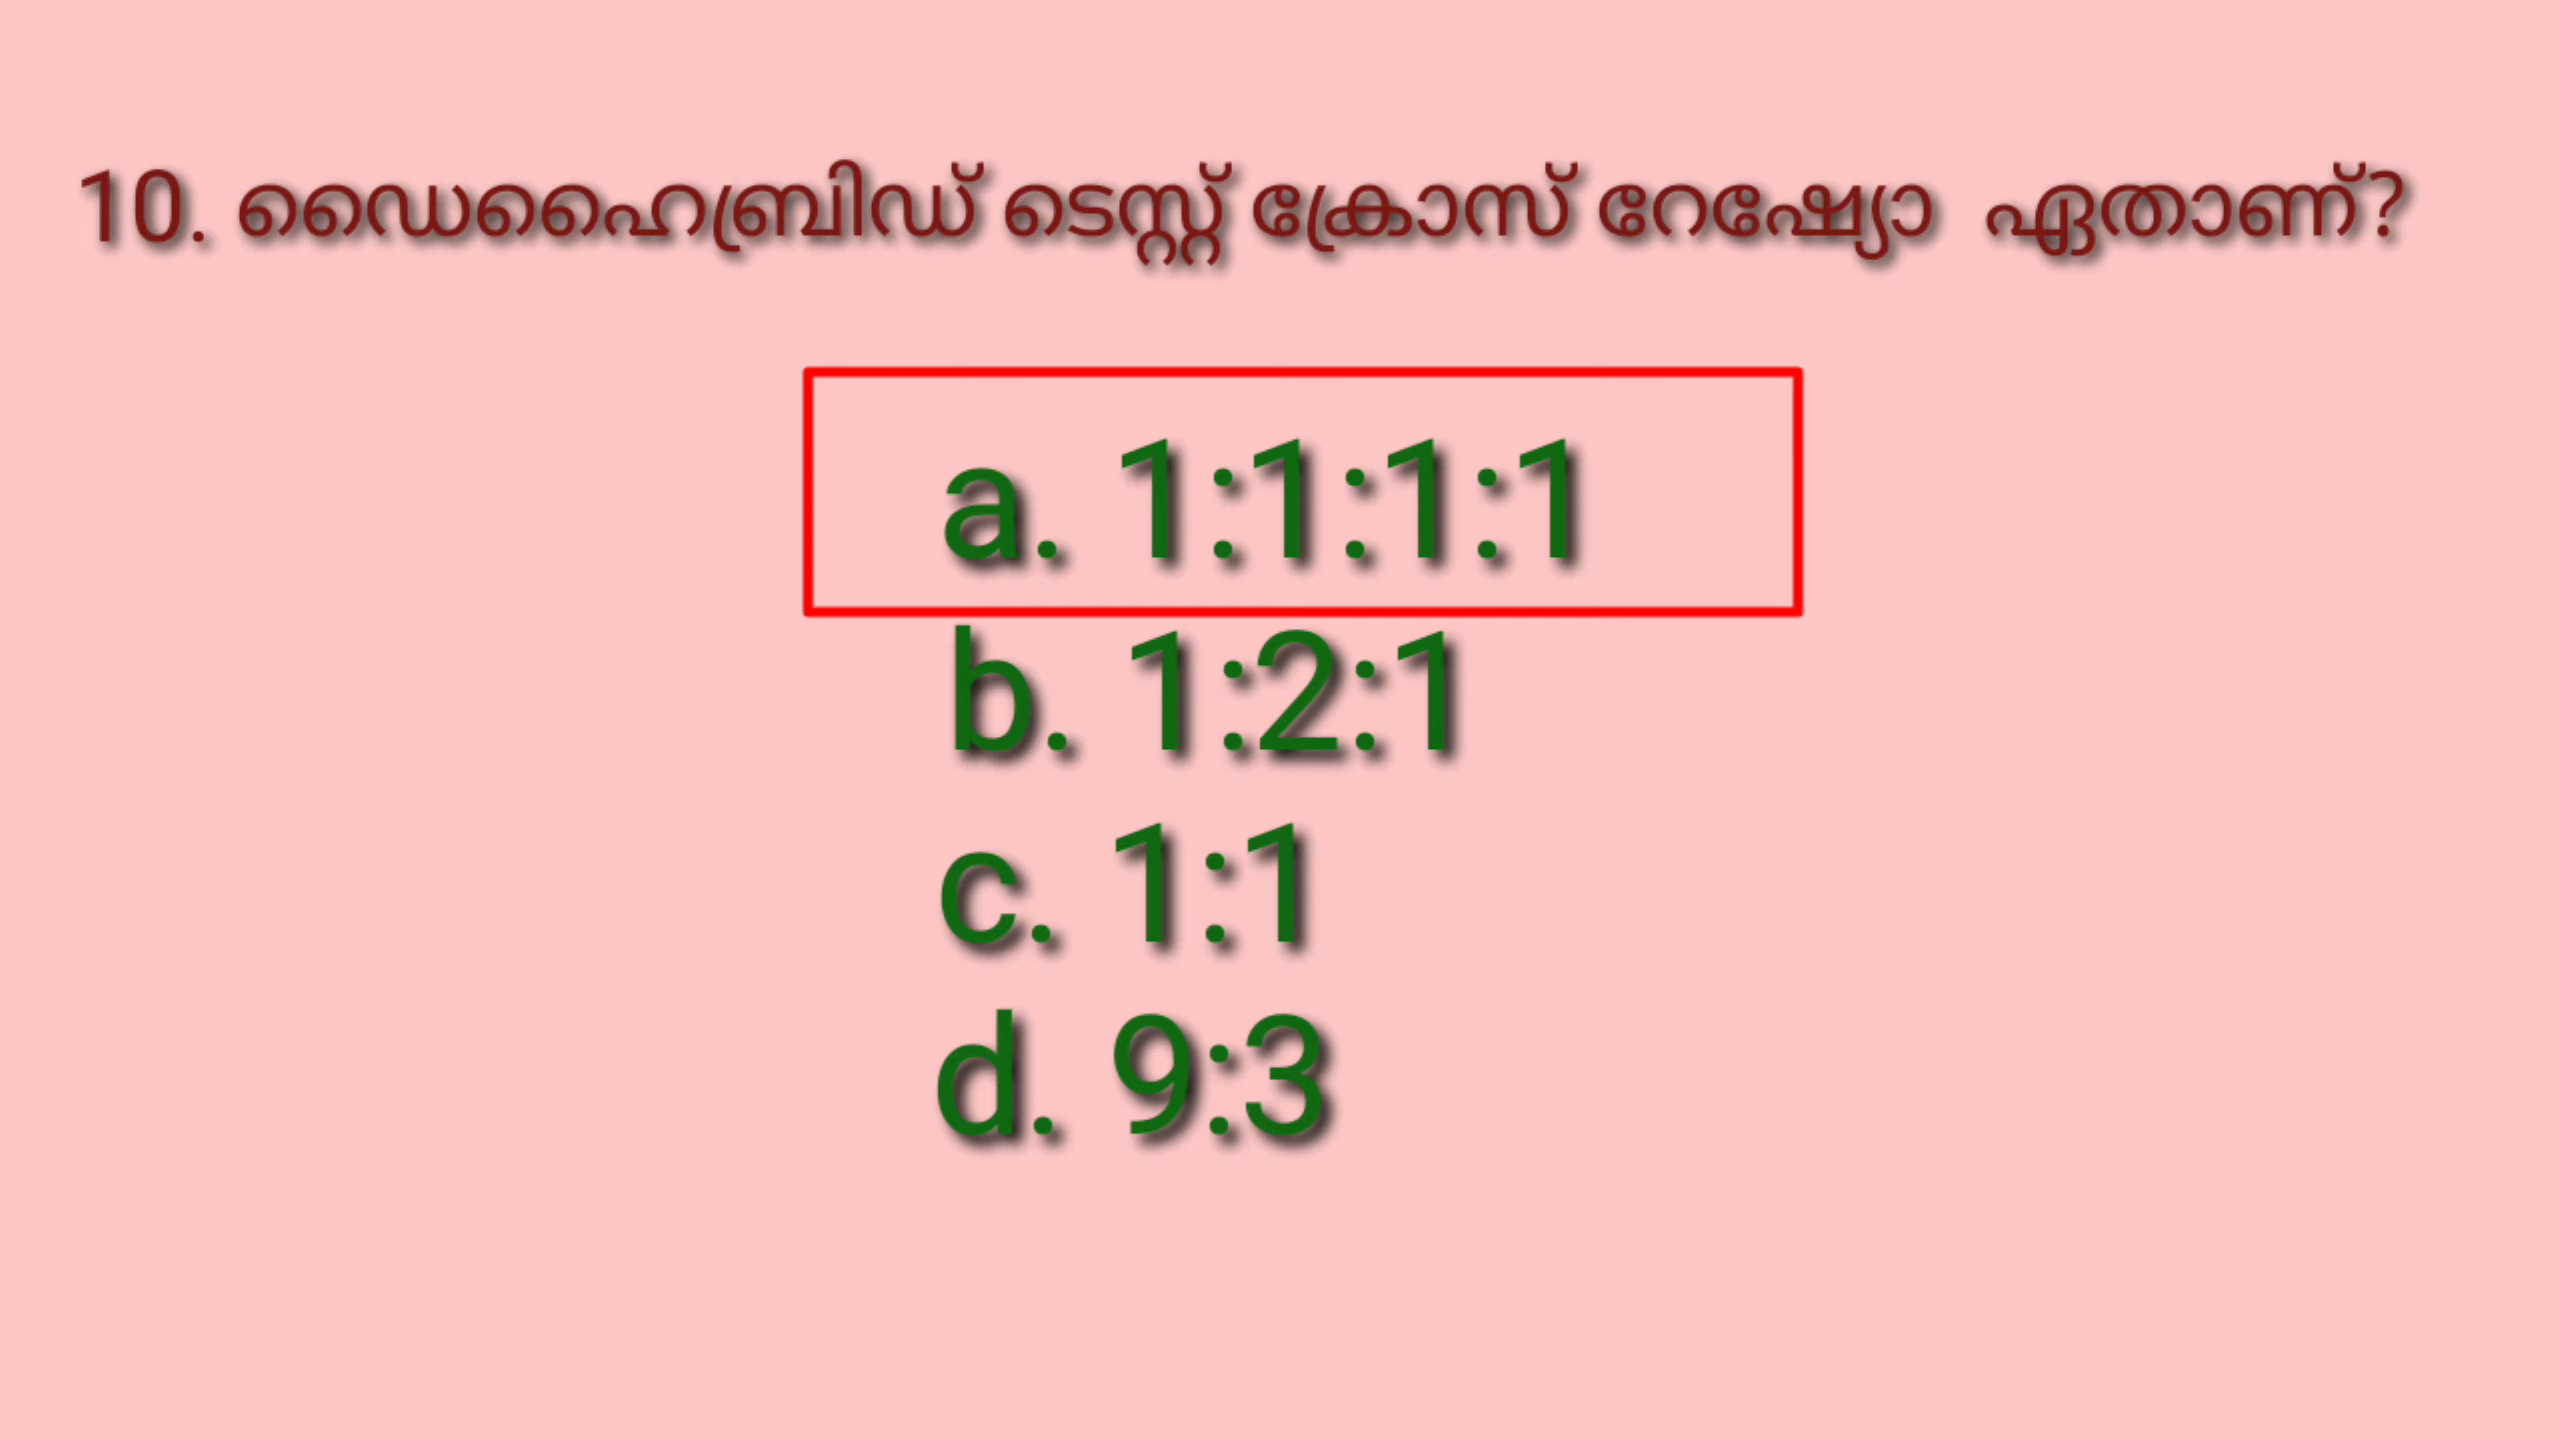 10. ഡൈഹൈബ്രിഡ് ടെസ്റ്റ് ക്രോസ് റേഷ്യോ ഏതാണ്?
a. 1:1:1:1
b. 1:2:1
c. 1:1
d. 9:3